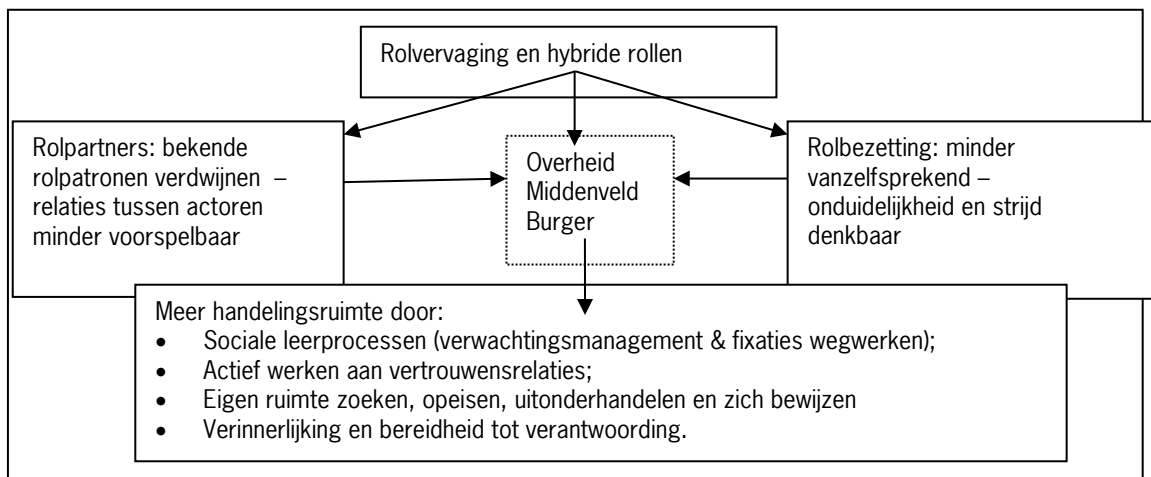 Rolvervaging en hybride rollen
Rolpartners: bekende
rolpatronen verdwijnen –
relaties tussen actoren
minder voorspelbaar
Overheid
Middenveld
Burger
Rolbezetting: minder
vanzelfsprekend –
onduidelijkheid en strijd
denkbaar
Meer handelingsruimte door:
• Sociale leerprocessen (verwachtingsmanagement & fixaties wegwerken);
• Actief werken aan vertrouwensrelaties;
• Eigen ruimte zoeken, opeisen, uitonderhandelen en zich bewijzen
• Verinnerlijking en bereidheid tot verantwoording.